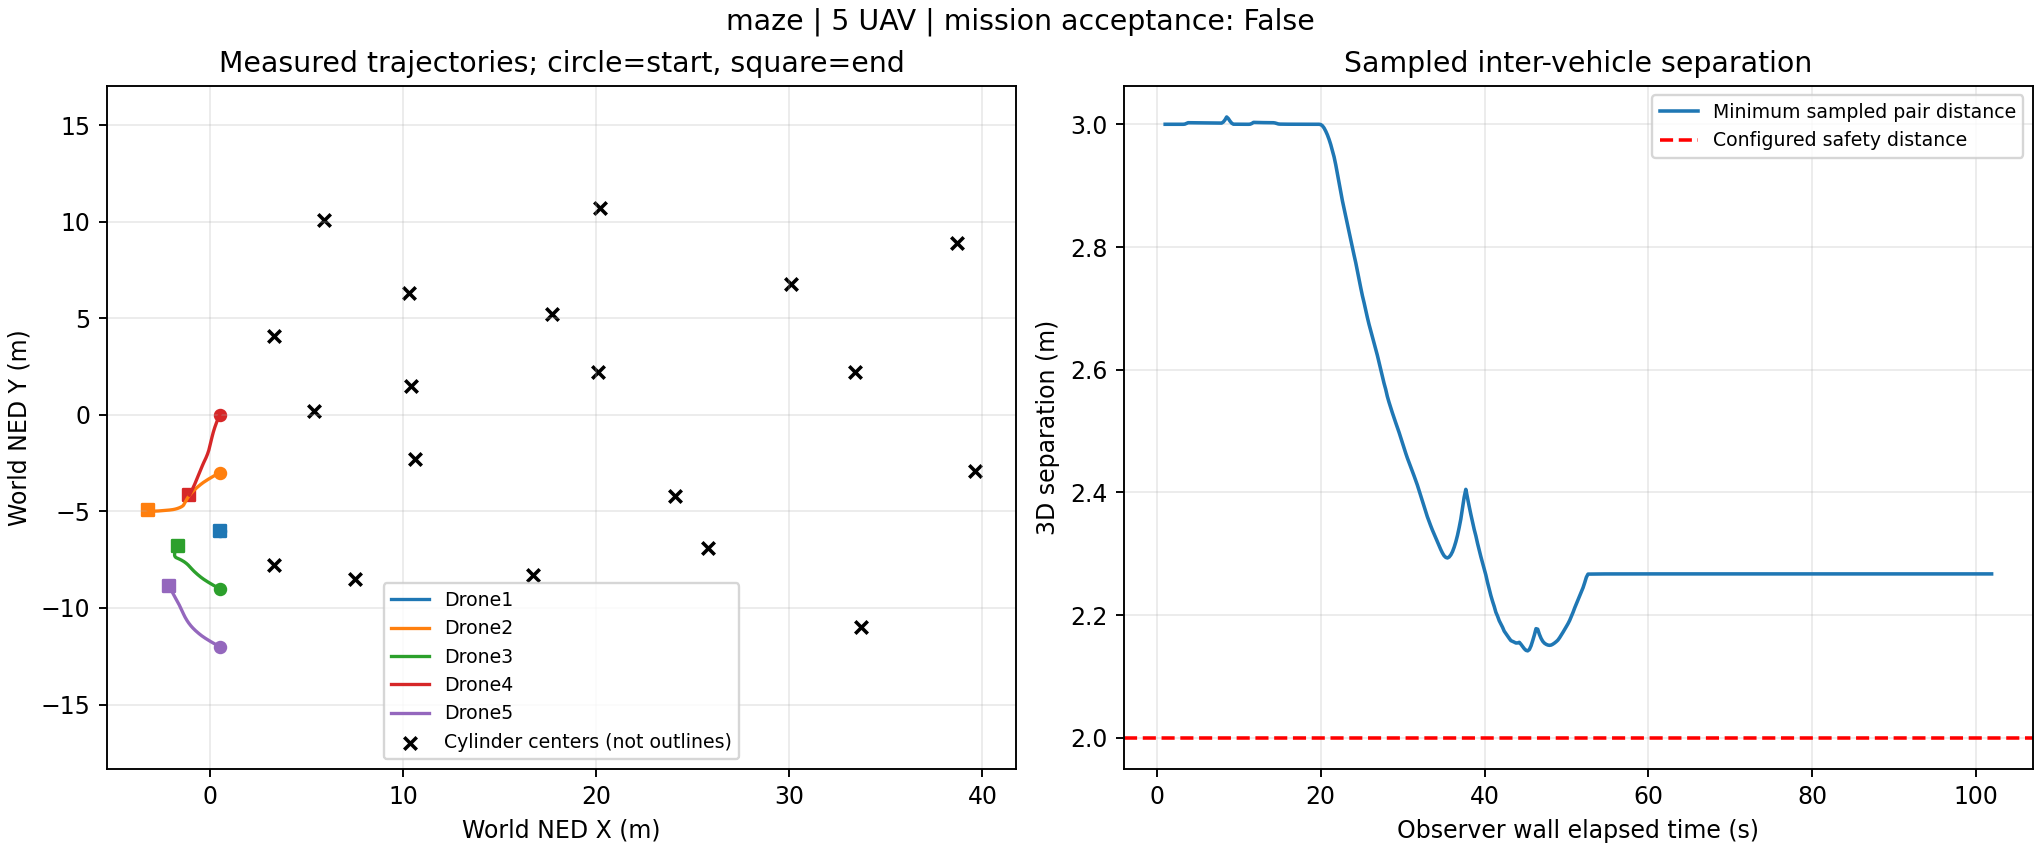 maze | 5 UAV | mission acceptance: False
Measured trajectories; circle=start, square=end
World NED Y (m)
15
10
5
0
−5
−10
−15
0
10
20
30
40
World NED X (m)
Drone1
Drone2
Drone3
Drone4
Drone5
Cylinder centers (not outlines)
Sampled inter-vehicle separation
3D separation (m)
3.0
2.8
2.6
2.4
2.2
2.0
0
20
40
60
80
100
Observer wall elapsed time (s)
Minimum sampled pair distance
Configured safety distance